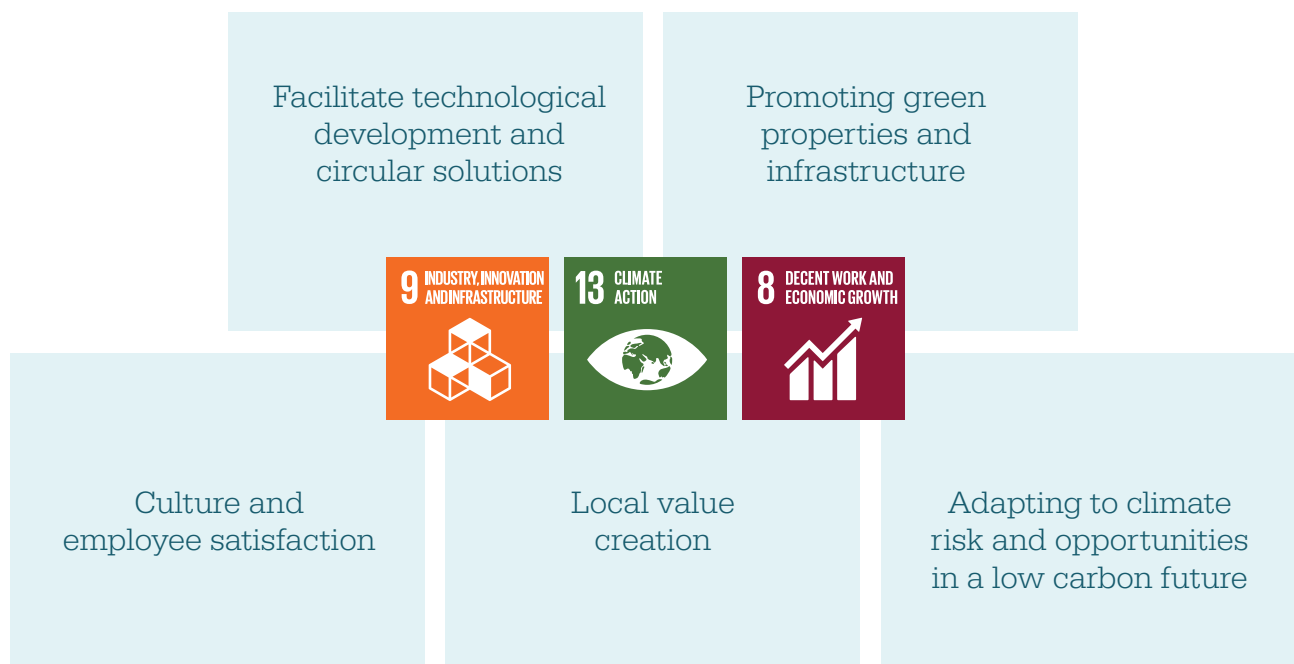 Facilitate technological
development and
circular solutions
Promoting green
properties and
infrastructure
9 INDUSTRY, INNOVATION
AND INFRASTRUCTURE
13 CLIMATE
ACTION
8 DECENT WORK AND
ECONOMIC GROWTH
Culture and
employee satisfaction
Local value
creation
Adapting to climate
risk and opportunities
in a low carbon future